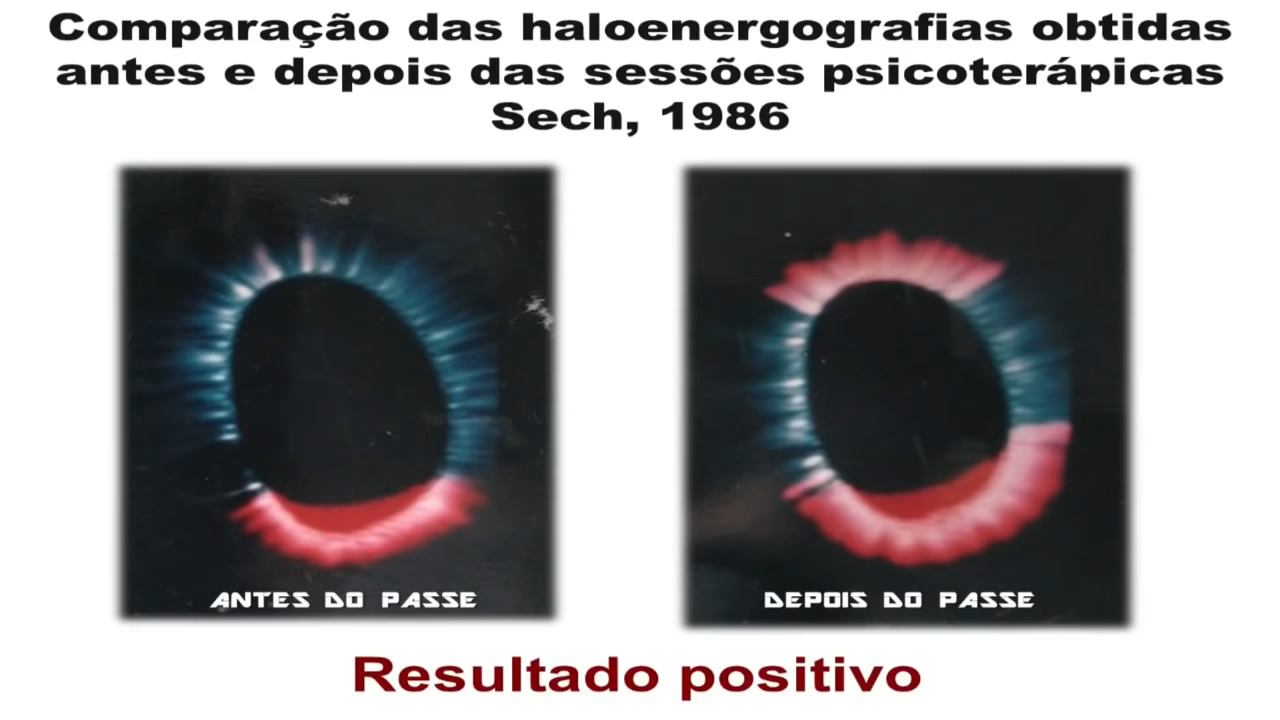 Comparação das haloenergografias obtidas
antes e depois das sessões psicoterápicas
Sech, 1986
ANTES DO PASSE
DEPOIS DO PASSE
Resultado positivo